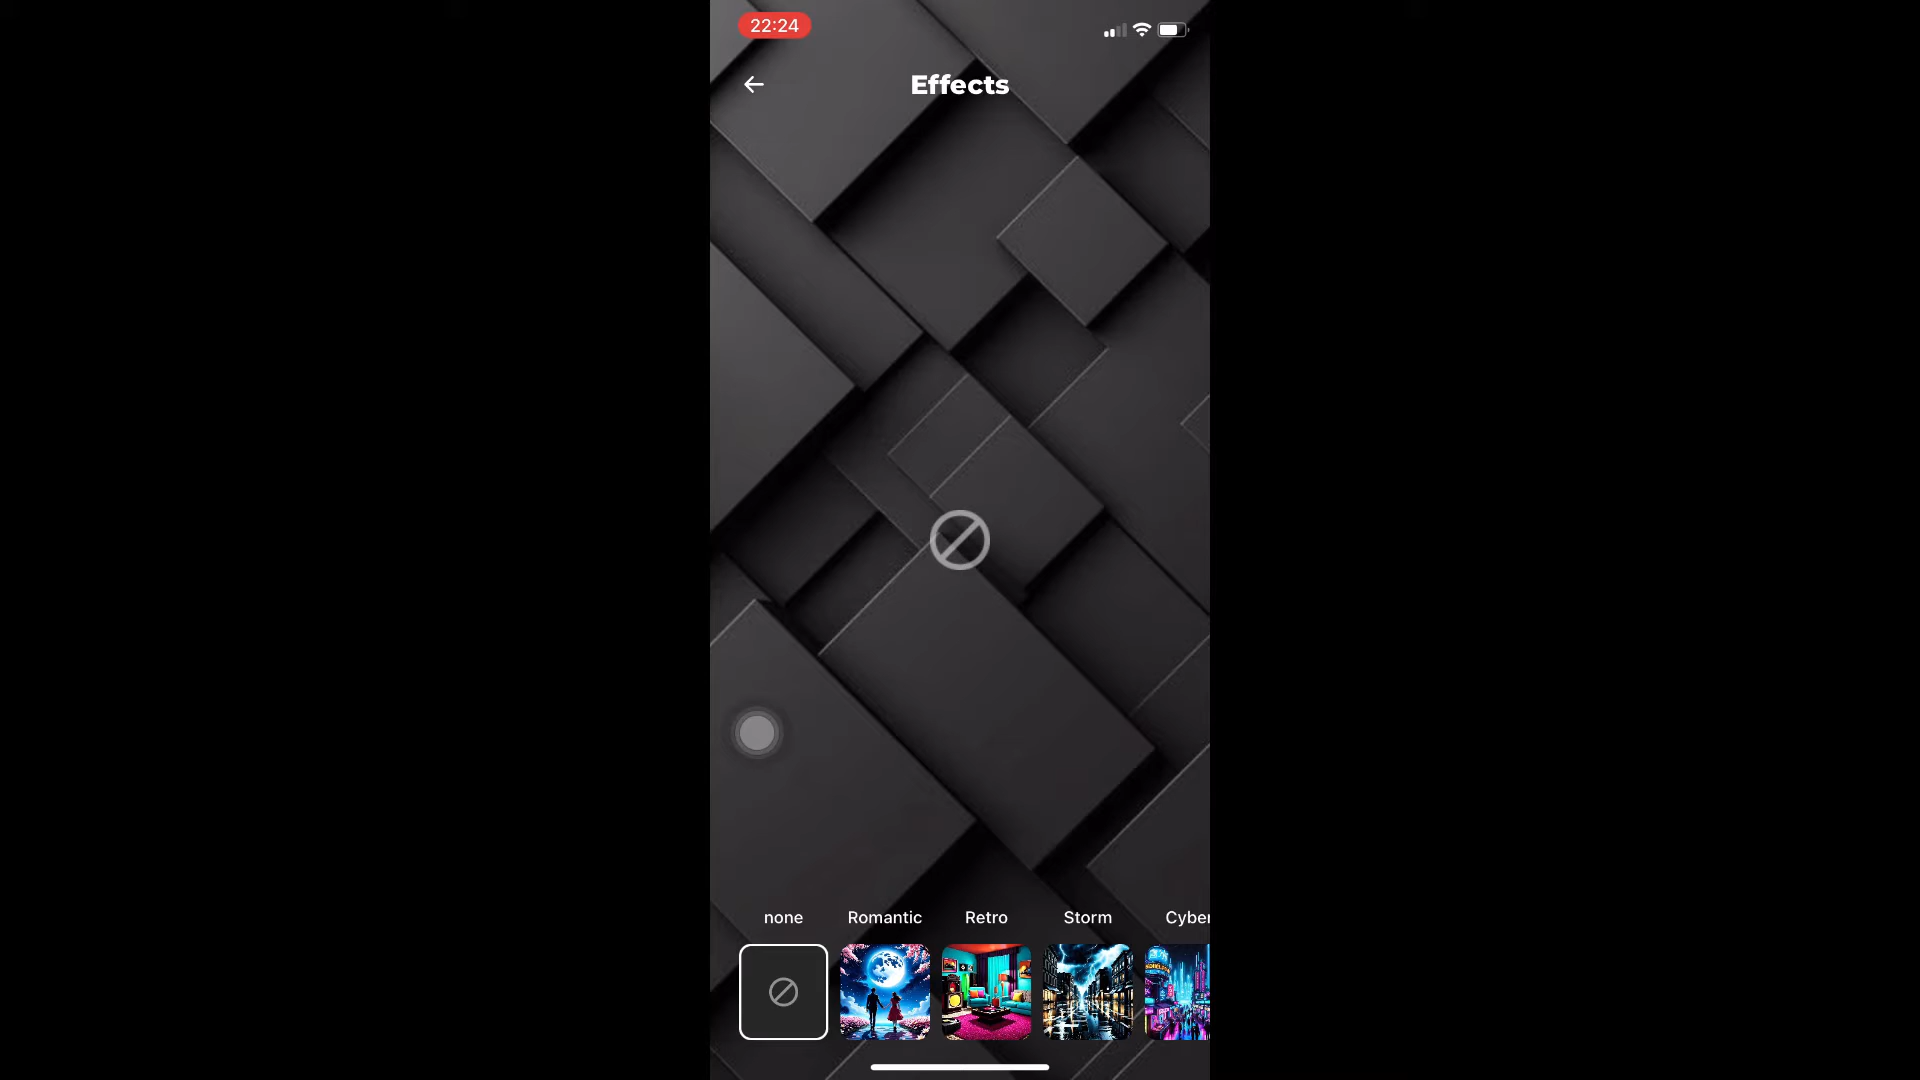 22:24
Effects
none
Romantic
Retro
Storm
Cyber